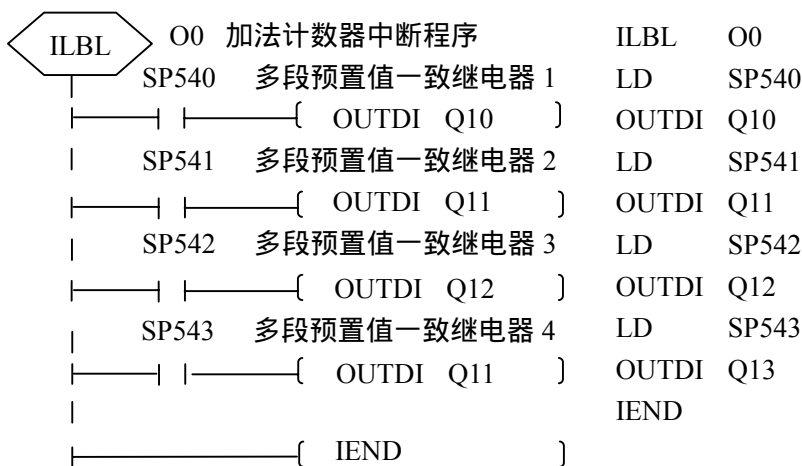 ILBL O0 加法计数器中断程序 ILBL O0
SP540 多段预置值一致继电器 1 LD SP540
OUTDI Q10 OUTDI Q10
SP541 多段预置值一致继电器 2 LD SP541
OUTDI Q11 OUTDI Q11
SP542 多段预置值一致继电器 3 LD SP542
OUTDI Q12 OUTDI Q12
SP543 多段预置值一致继电器 4 LD SP543
OUTDI Q11 OUTDI Q13
IEND
IEND